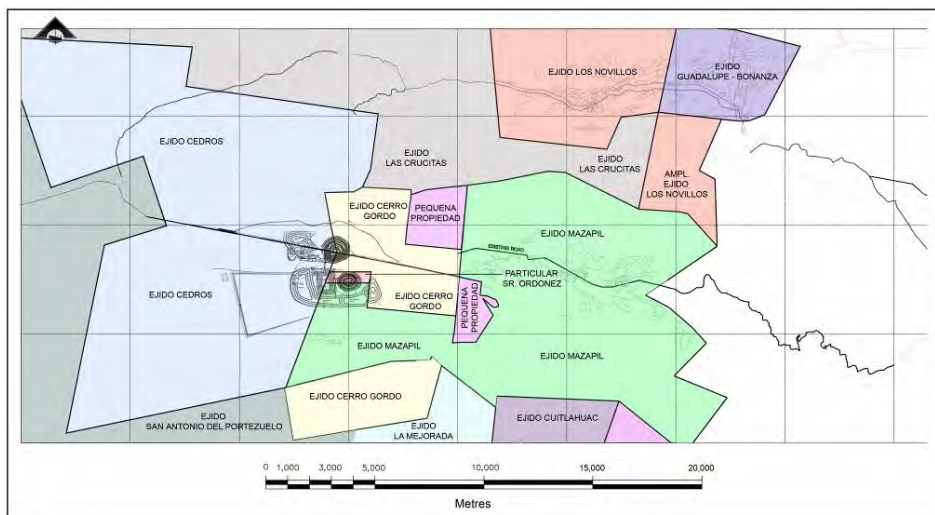 EJIDO LOS NOVILLOS
EJIDO
GUADALUPE - BONANZA
EJIDO CEDROS
EJIDO
LAS CRUCITAS
EJIDO
LAS CRUCITAS
AMPL.
EJIDO
LOS NOVILLOS
EJIDO CERRO
GORDO
PEQUENA
PROPIEDAD
EJIDO MAZAPIL
EXISTING ROAD
PARTICULAR
SR. ORDONEZ
EJIDO CEDROS
EJIDO CERRO
GORDO
PEQUENA
PROPIEDAD
EJIDO MAZAPIL
EJIDO MAZAPIL
EJIDO CERRO GORDO
EJIDO
SAN ANTONIO DEL PORTEZUELO
EJIDO
LA MEJORADA
EJIDO CUITLAHUAC
0 1,000 3,000 5,000 10,000 15,000 20,000
Metres